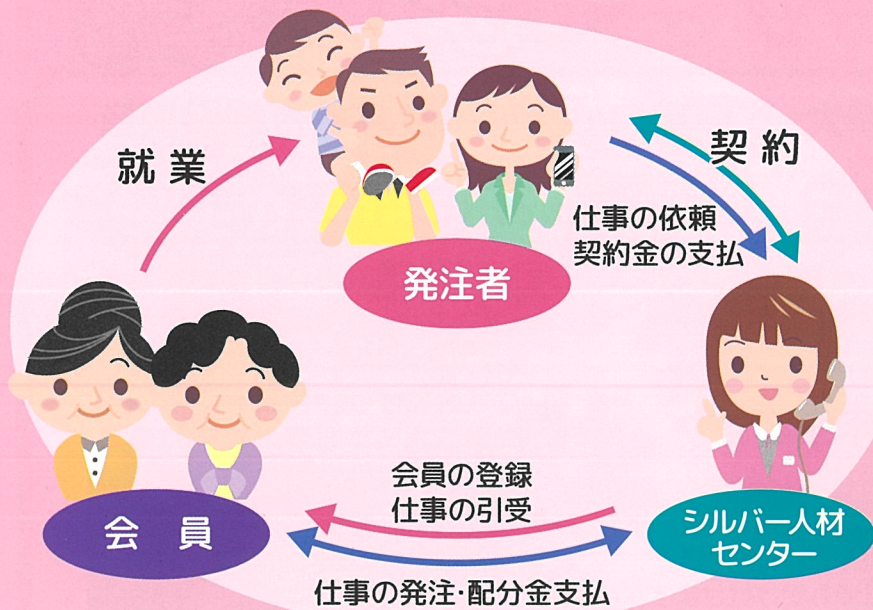 就業
契約
仕事の依頼
契約金の支払
発注者
会員の登録
仕事の引受
会 員
シルバー人材
センター
仕事の発注・配分金支払